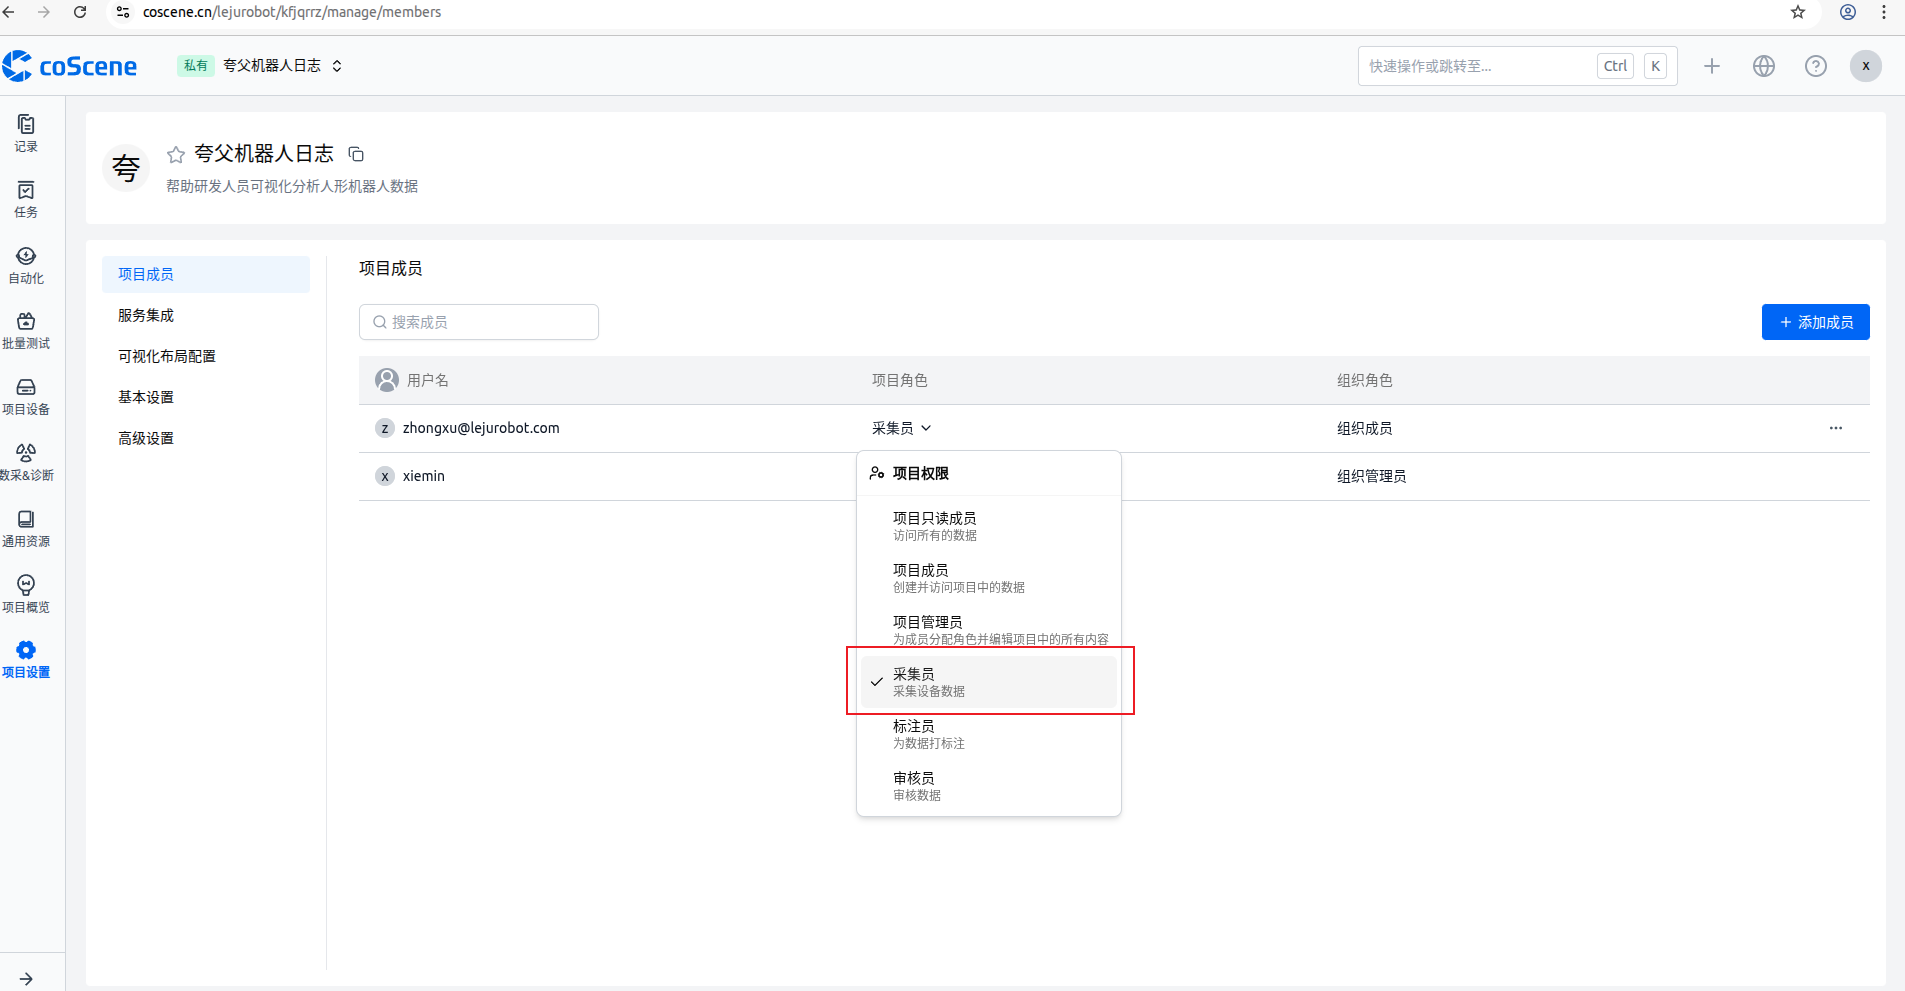 coscene.cn/lejurobot/kfjqrrz/manage/members
coScene
私有 夸父机器人日志
快速操作或跳转至... Ctrl K
x
记录
任务
自动化
批量测试
项目设备
数采&诊断
通用资源
项目概览
项目设置
夸
夸父机器人日志
帮助研发人员可视化分析人形机器人数据
项目成员
服务集成
可视化布局配置
基本设置
高级设置
项目成员
搜索成员
添加成员
用户名 项目角色 组织角色
z zhongxu@lejurobot.com 采集员 组织成员
x xiemin 组织管理员
项目权限
项目只读成员
访问所有的数据
项目成员
创建并访问项目中的数据
项目管理员
为成员分配角色并编辑项目中的所有内容
采集员
采集设备数据
标注员
为数据打标注
审核员
审核数据